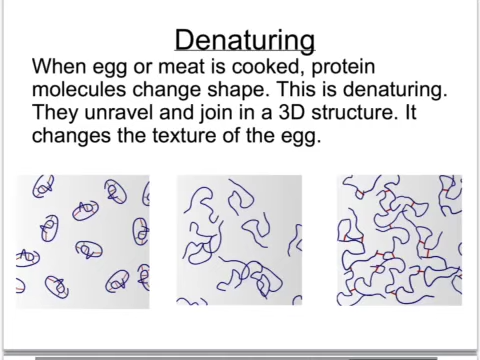 Denaturing
When egg or meat is cooked, protein
molecules change shape. This is denaturing.
They unravel and join in a 3D structure. It
changes the texture of the egg.